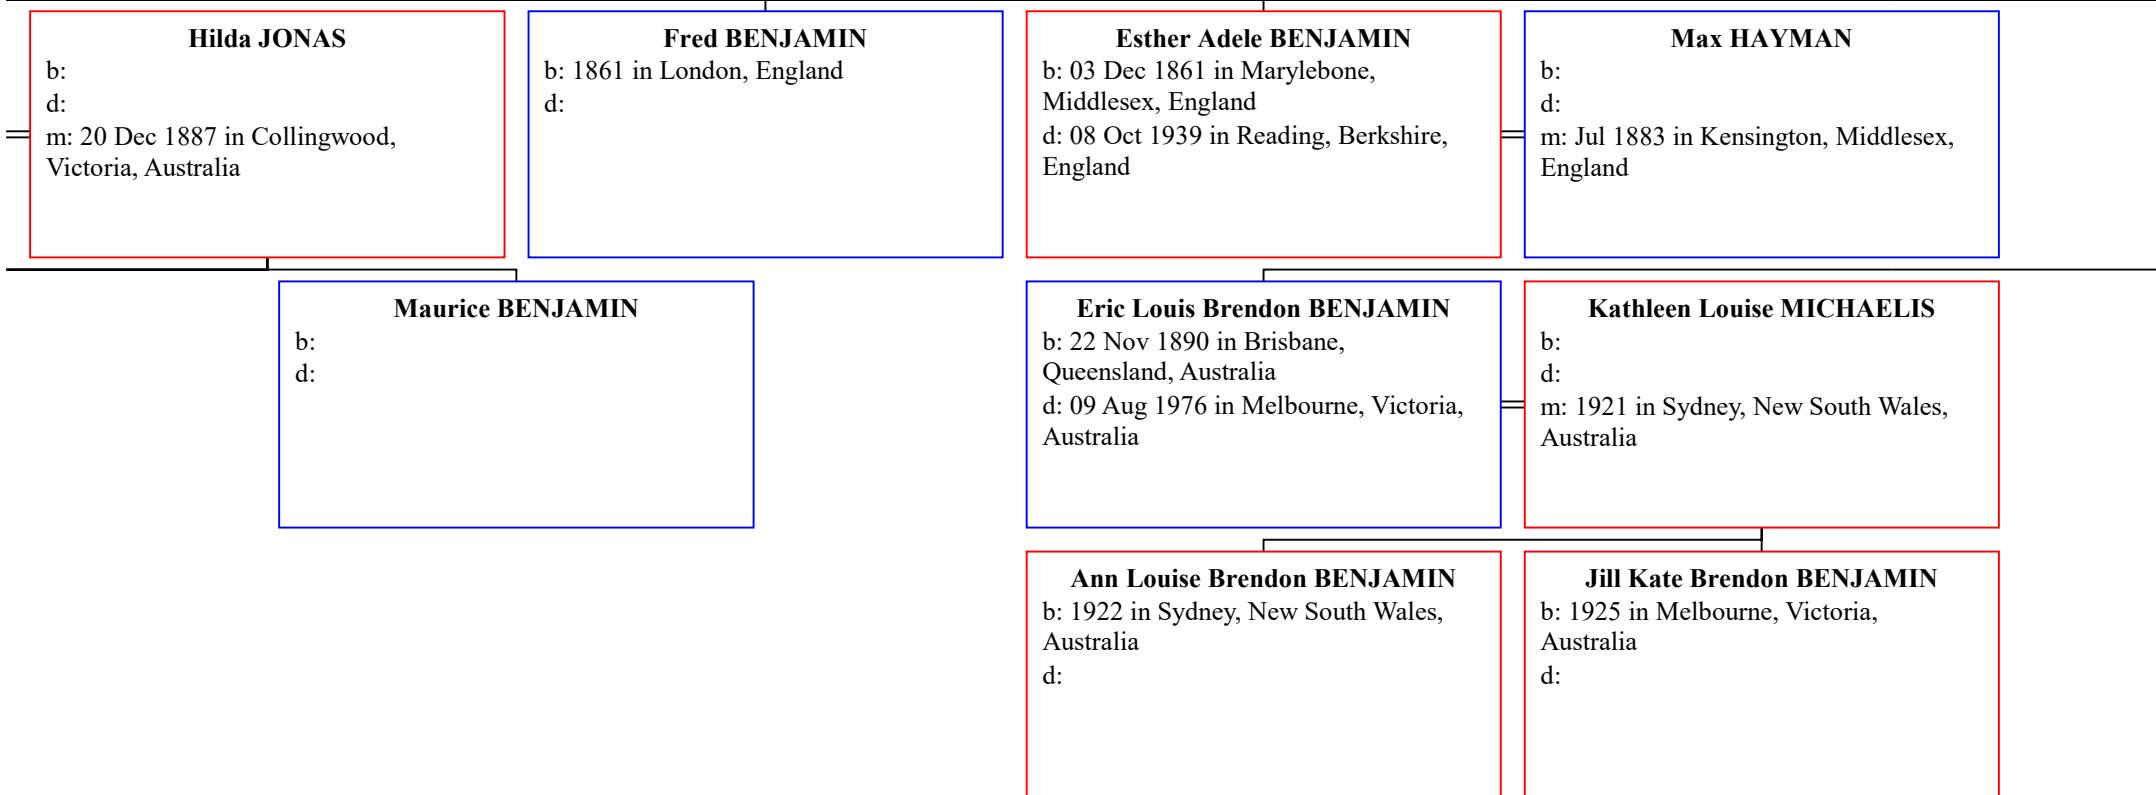 Hilda JONAS
b:
d:
m: 20 Dec 1887 in Collingwood,
Victoria, Australia
Fred BENJAMIN
b: 1861 in London, England
d:
Esther Adele BENJAMIN
b: 03 Dec 1861 in Marylebone,
Middlesex, England
d: 08 Oct 1939 in Reading, Berkshire,
England
Max HAYMAN
b:
d:
m: Jul 1883 in Kensington, Middlesex,
England
Maurice BENJAMIN
b:
d:
Eric Louis Brendon BENJAMIN
b: 22 Nov 1890 in Brisbane,
Queensland, Australia
d: 09 Aug 1976 in Melbourne, Victoria,
Australia
Kathleen Louise MICHAELIS
b:
d:
m: 1921 in Sydney, New South Wales,
Australia
Ann Louise Brendon BENJAMIN
b: 1922 in Sydney, New South Wales,
Australia
d:
Jill Kate Brendon BENJAMIN
b: 1925 in Melbourne, Victoria,
Australia
d: